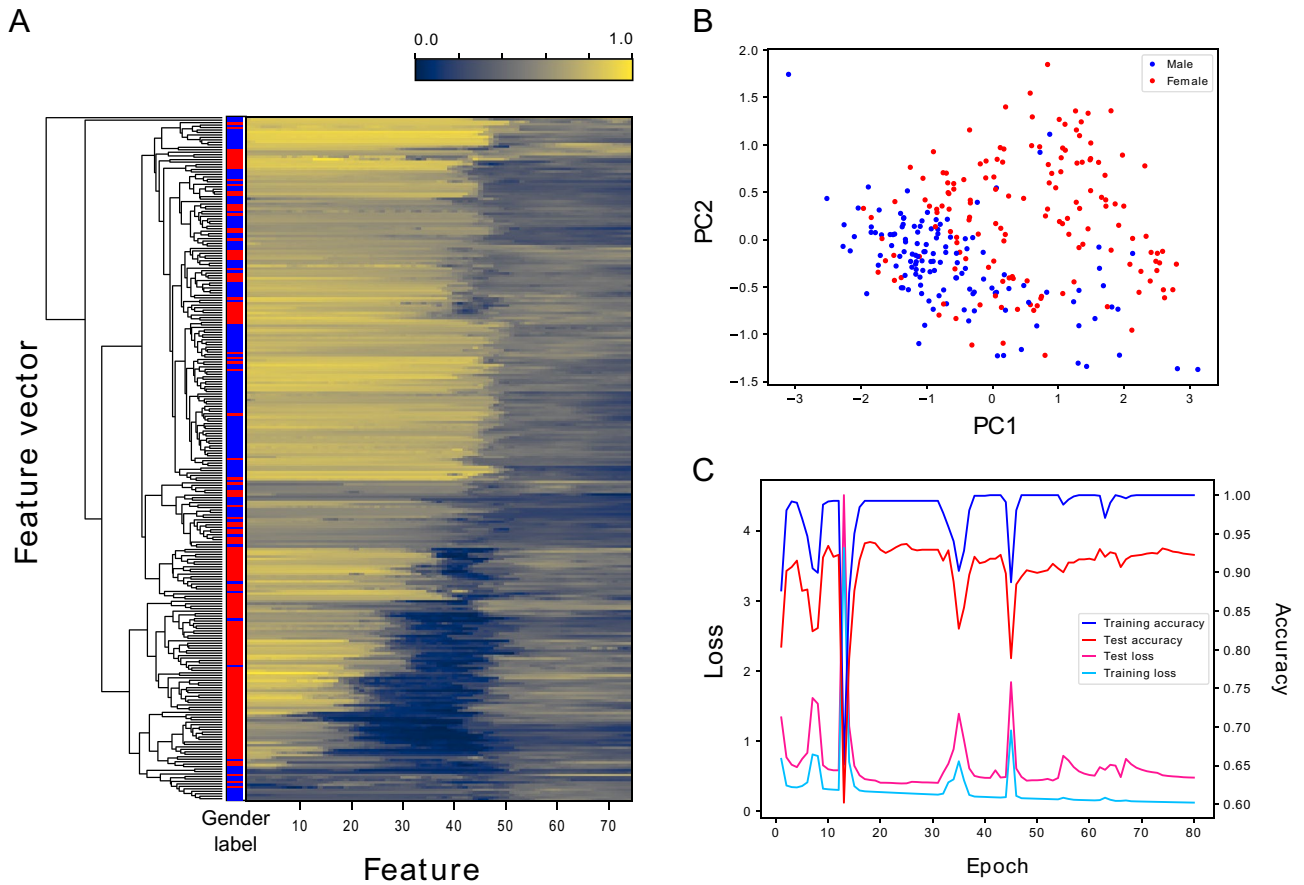 A
0.0 1.0
Feature vector
Gender
label
10 20 30 40 50 60 70
Feature
B
PC2
2.0
1.5
1.0
0.5
0.0
−0.5
−1.0
−1.5
Male
Female
−3 −2 −1 0 1 2 3
PC1
C
Loss
4
3
2
1
0
Training accuracy
Test accuracy
Test loss
Training loss
1.00
0.95
0.90
0.85
0.80
0.75
0.70
0.65
0.60
Accuracy
0 10 20 30 40 50 60 70 80
Epoch